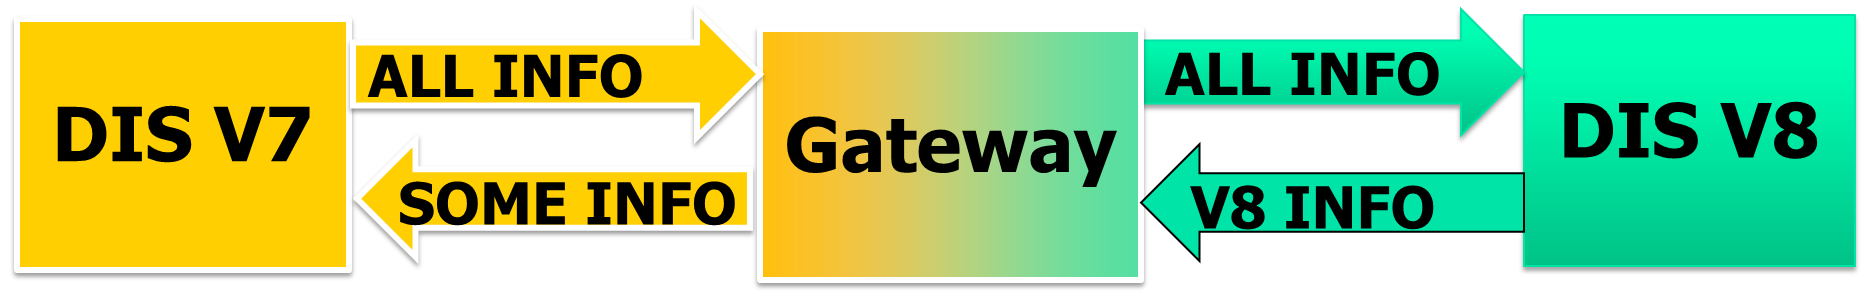 DIS V7
ALL INFO
SOME INFO
Gateway
ALL INFO
V8 INFO
DIS V8